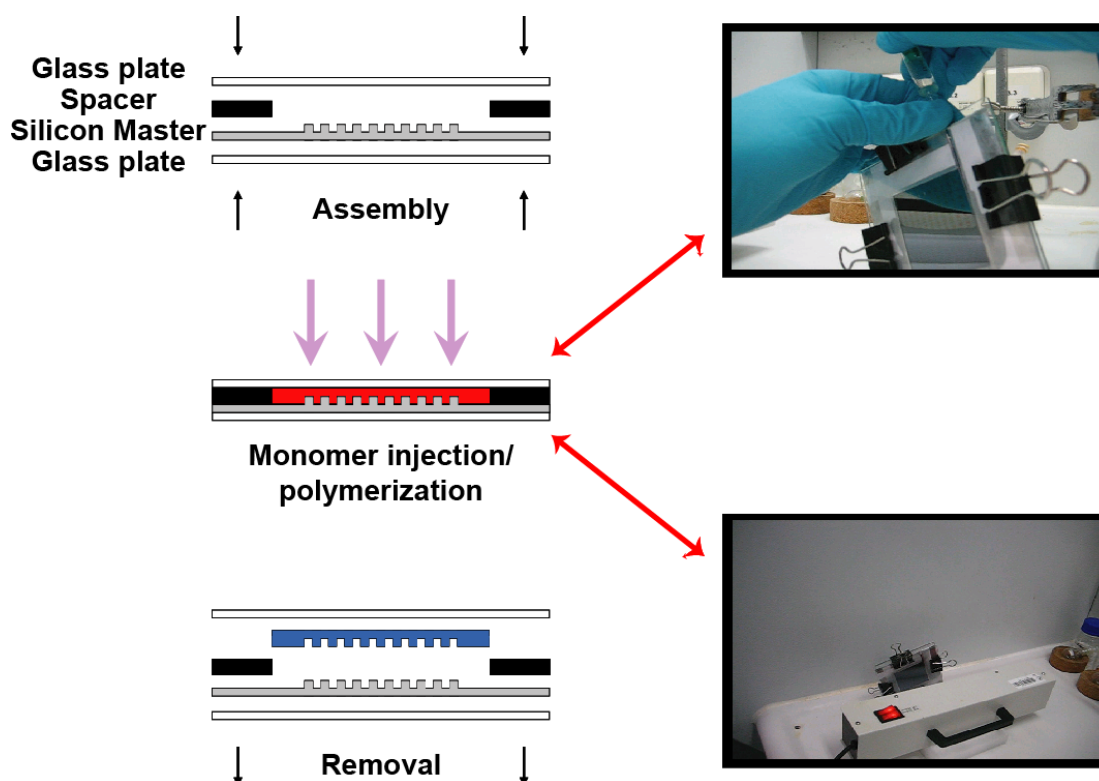 Glass plate
Spacer
Silicon Master
Glass plate
Assembly
Monomer injection/
polymerization
Removal